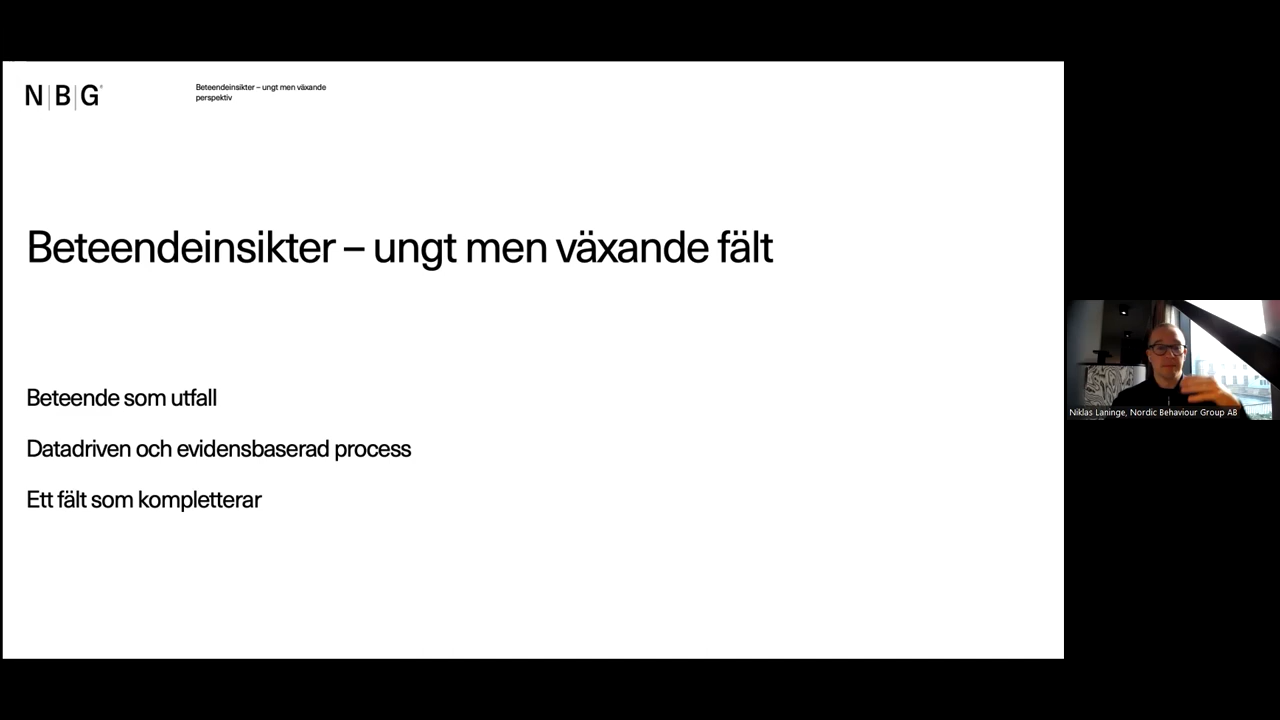 N|B|G
Beteendeinsikter – ungt men växande
perspektiv
Beteendeinsikter – ungt men växande fält
Beteende som utfall
Datadriven och evidensbaserad process
Ett fält som kompletterar
Niklas Laninge, Nordic Behaviour Group AB